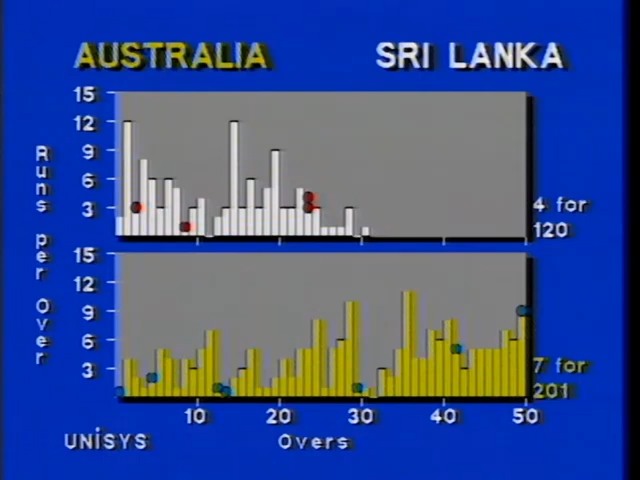 AUSTRALIA SRI LANKA
15
12
9
6
3
4 for
120
Runs per Over
15
12
9
6
3
7 for
201
10 20 30 40 50
UNiSYS Overs